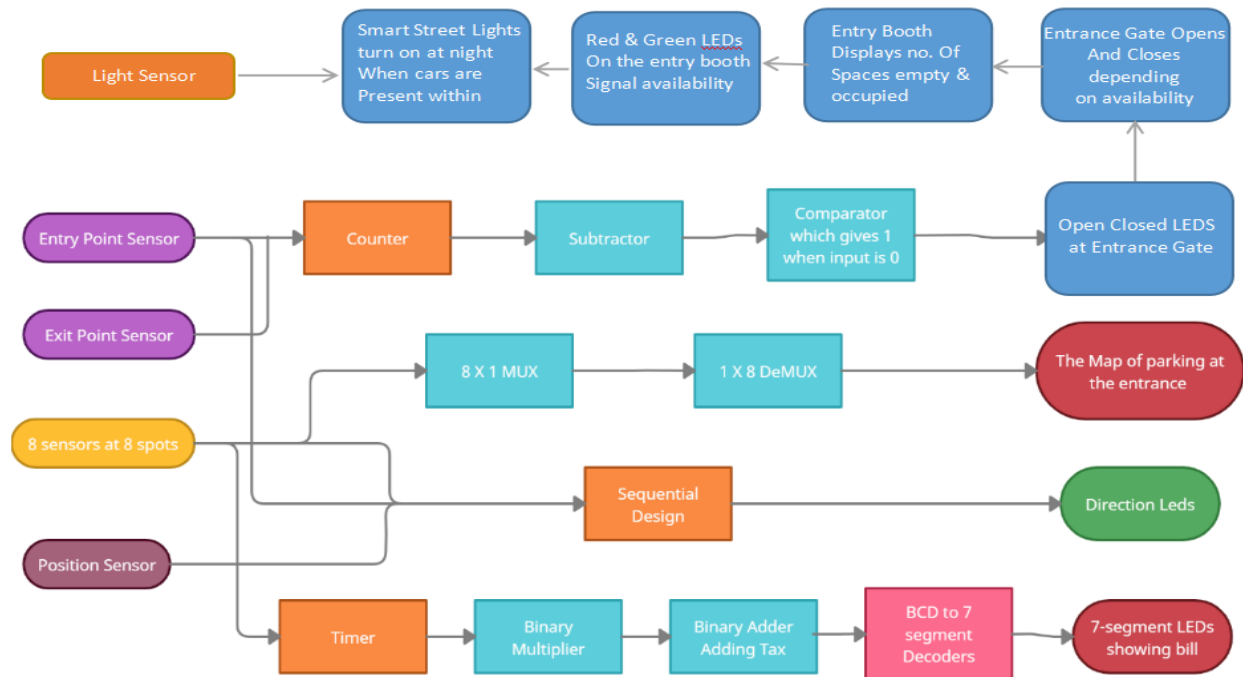 Light Sensor
Smart Street Lights
turn on at night
When cars are
Present within
Red & Green LEDs
On the entry booth
Signal availability
Entry Booth
Displays no. Of
Spaces empty &
occupied
Entrance Gate Opens
And Closes
depending
on availability
Entry Point Sensor
Counter
Subtractor
Comparator
which gives 1
when input is 0
Open Closed LEDS
at Entrance Gate
Exit Point Sensor
8 X 1 MUX
1 X 8 DeMUX
The Map of parking at
the entrance
8 sensors at 8 spots
Sequential
Design
Direction Leds
Position Sensor
Timer
Binary
Multiplier
Binary Adder
Adding Tax
BCD to 7
segment
Decoders
7-segment LEDs
showing bill